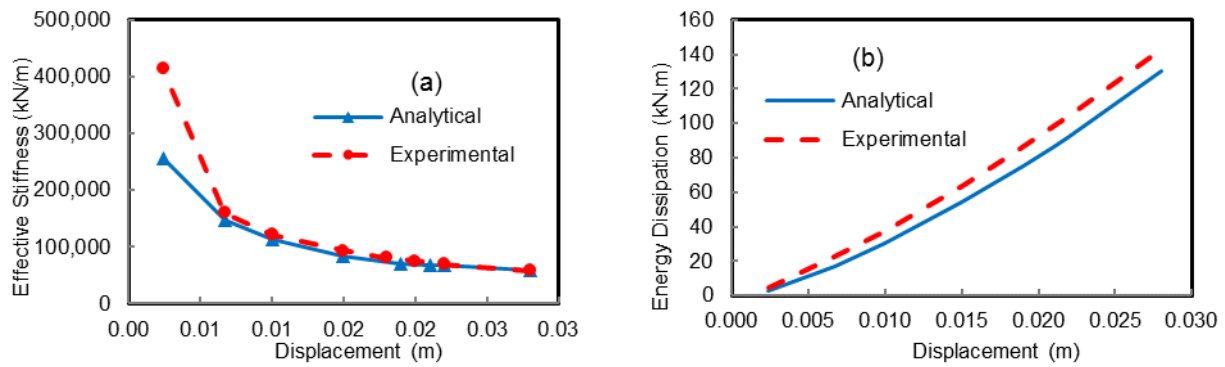 500,000
400,000
300,000
200,000
100,000
0
Effective Stiffness (kN/m)
(a)
Analytical
Experimental
0.00 0.01 0.01 0.02 0.02 0.03 0.03
Displacement (m)
160
140
120
100
80
60
40
20
0
Energy Dissipation (kN.m)
(b)
Analytical
Experimental
0.000 0.005 0.010 0.015 0.020 0.025 0.030
Displacement (m)